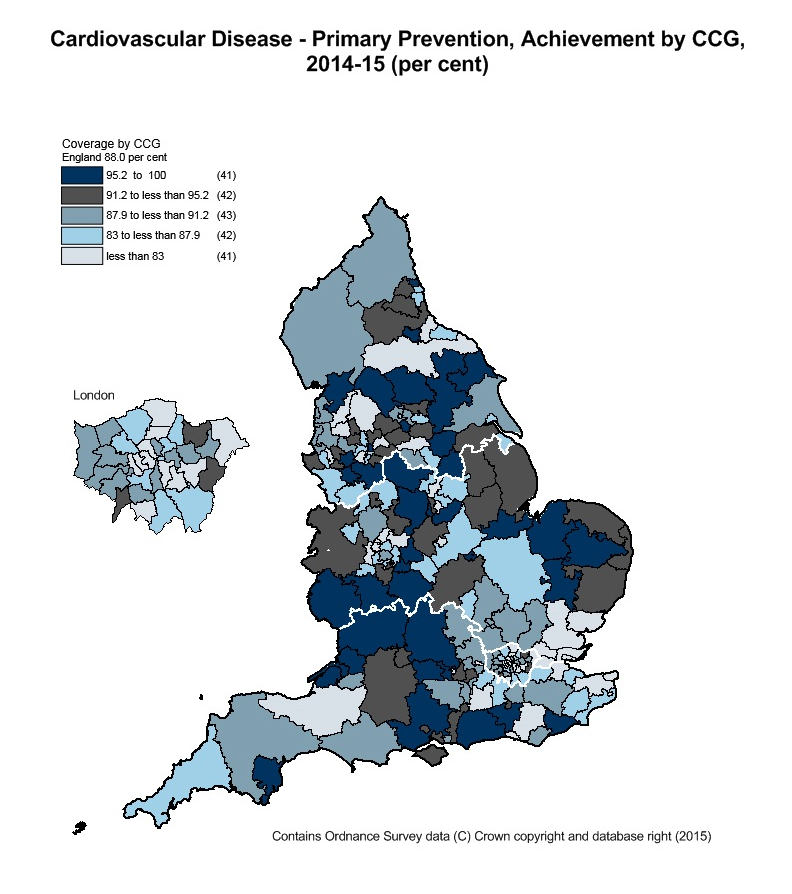 Cardiovascular Disease - Primary Prevention, Achievement by CCG,
2014-15 (per cent)
Coverage by CCG
England 88.0 per cent
95.2 to 100 (41)
91.2 to less than 95.2 (42)
87.9 to less than 91.2 (43)
83 to less than 87.9 (42)
less than 83 (41)
London
Contains Ordnance Survey data (C) Crown copyright and database right (2015)